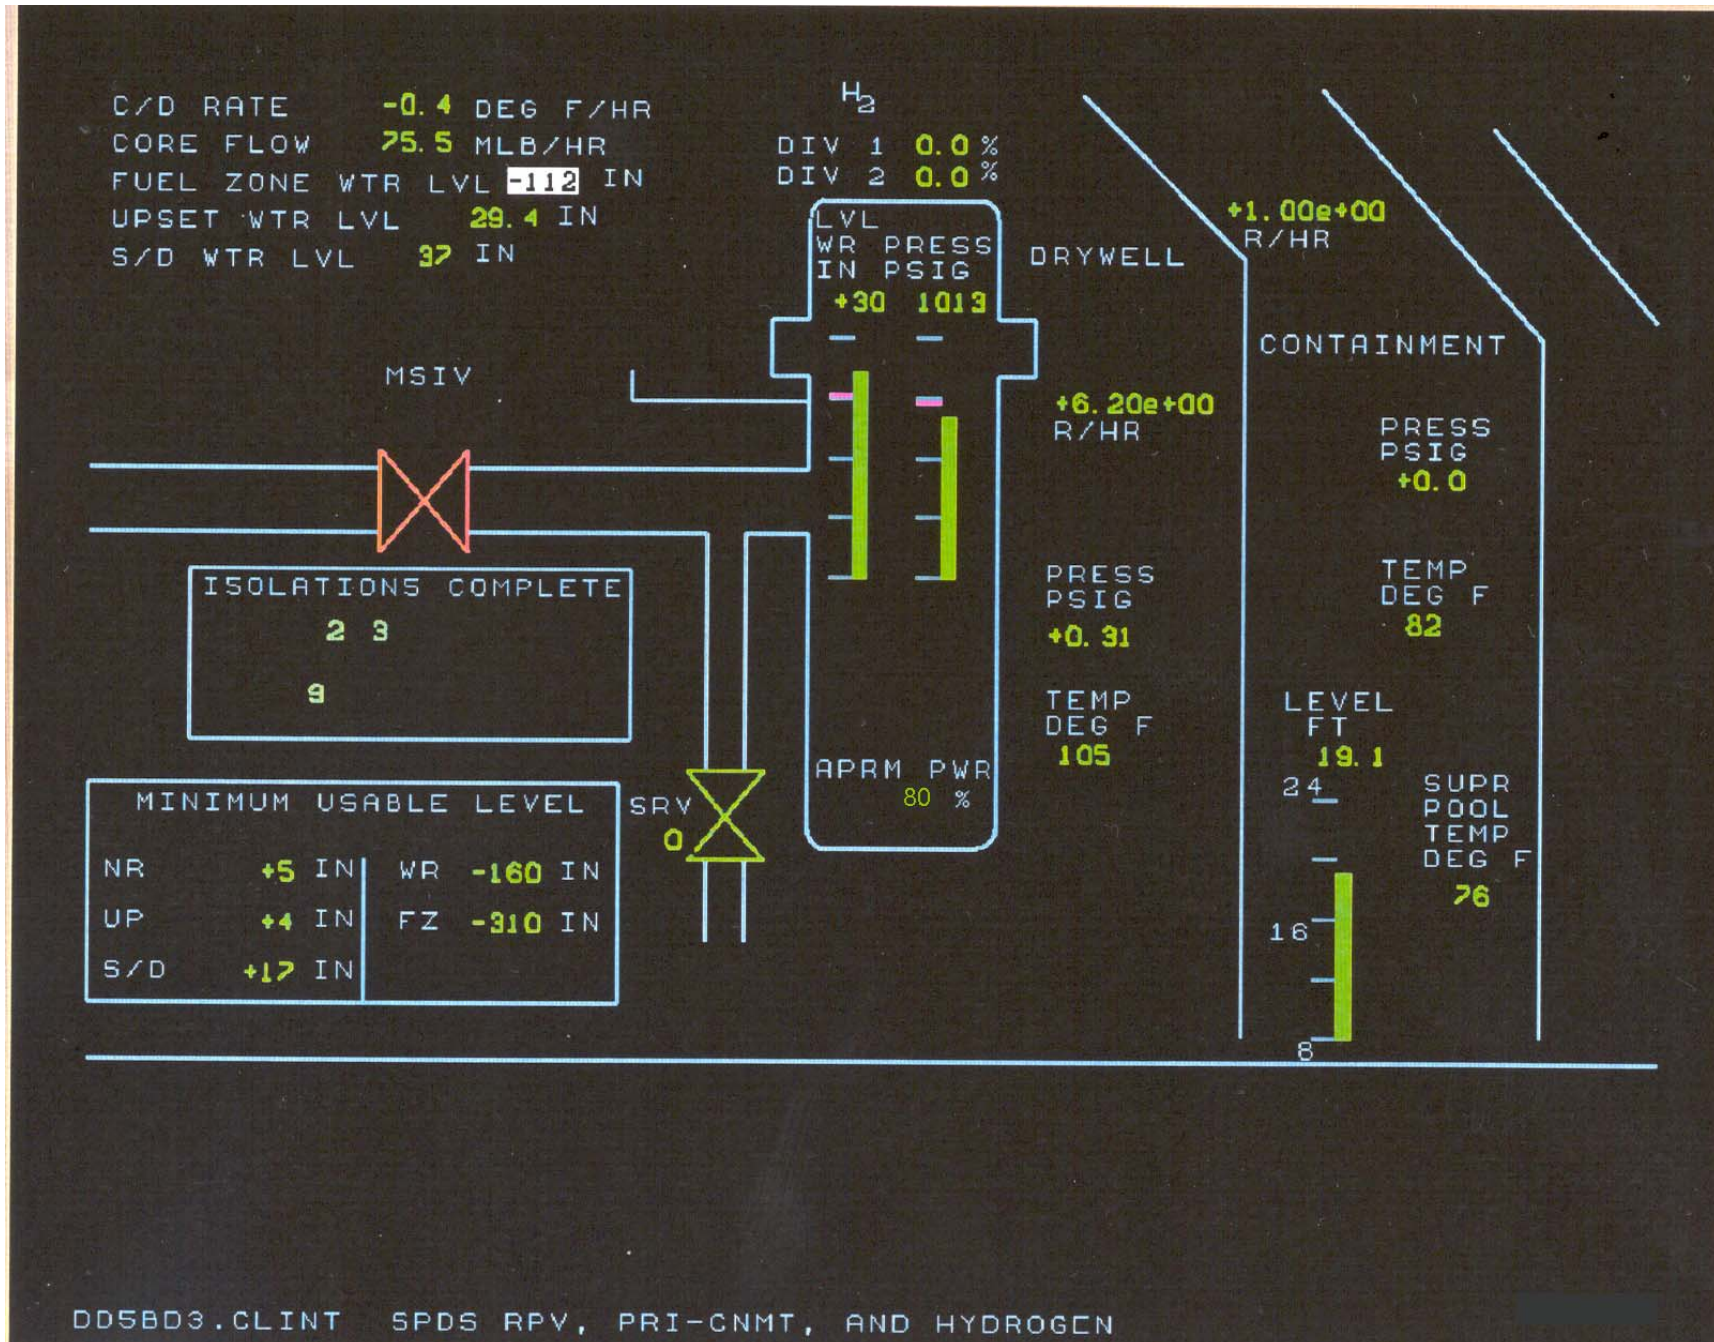 C/D RATE -0.4 DEG F/HR
CORE FLOW 75.5 MLB/HR
FUEL ZONE WTR LVL -112 IN
UPSET WTR LVL 29.4 IN
S/D WTR LVL 37 IN
H2
DIV 1 0.0 %
DIV 2 0.0 %
LVL
WR PRESS
IN PSIG
+30 1013
DRYWELL
+1.00e+00
R/HR
CONTAINMENT
MSIV
+6.20e+00
R/HR
PRESS
PSIG
+0.0
ISOLATIONS COMPLETE
2 3
9
PRESS
PSIG
+0.31
TEMP
DEG F
82
TEMP
DEG F
105
LEVEL
FT
19.1
24
16
8
SUPR
POOL
TEMP
DEG F
76
APRM PWR
80 %
SRV
0
MINIMUM USABLE LEVEL
NR +5 IN WR -160 IN
UP +4 IN FZ -310 IN
S/D +17 IN
DD5BD3.CLINT SPDS RPV, PRI-CNMT, AND HYDROGEN